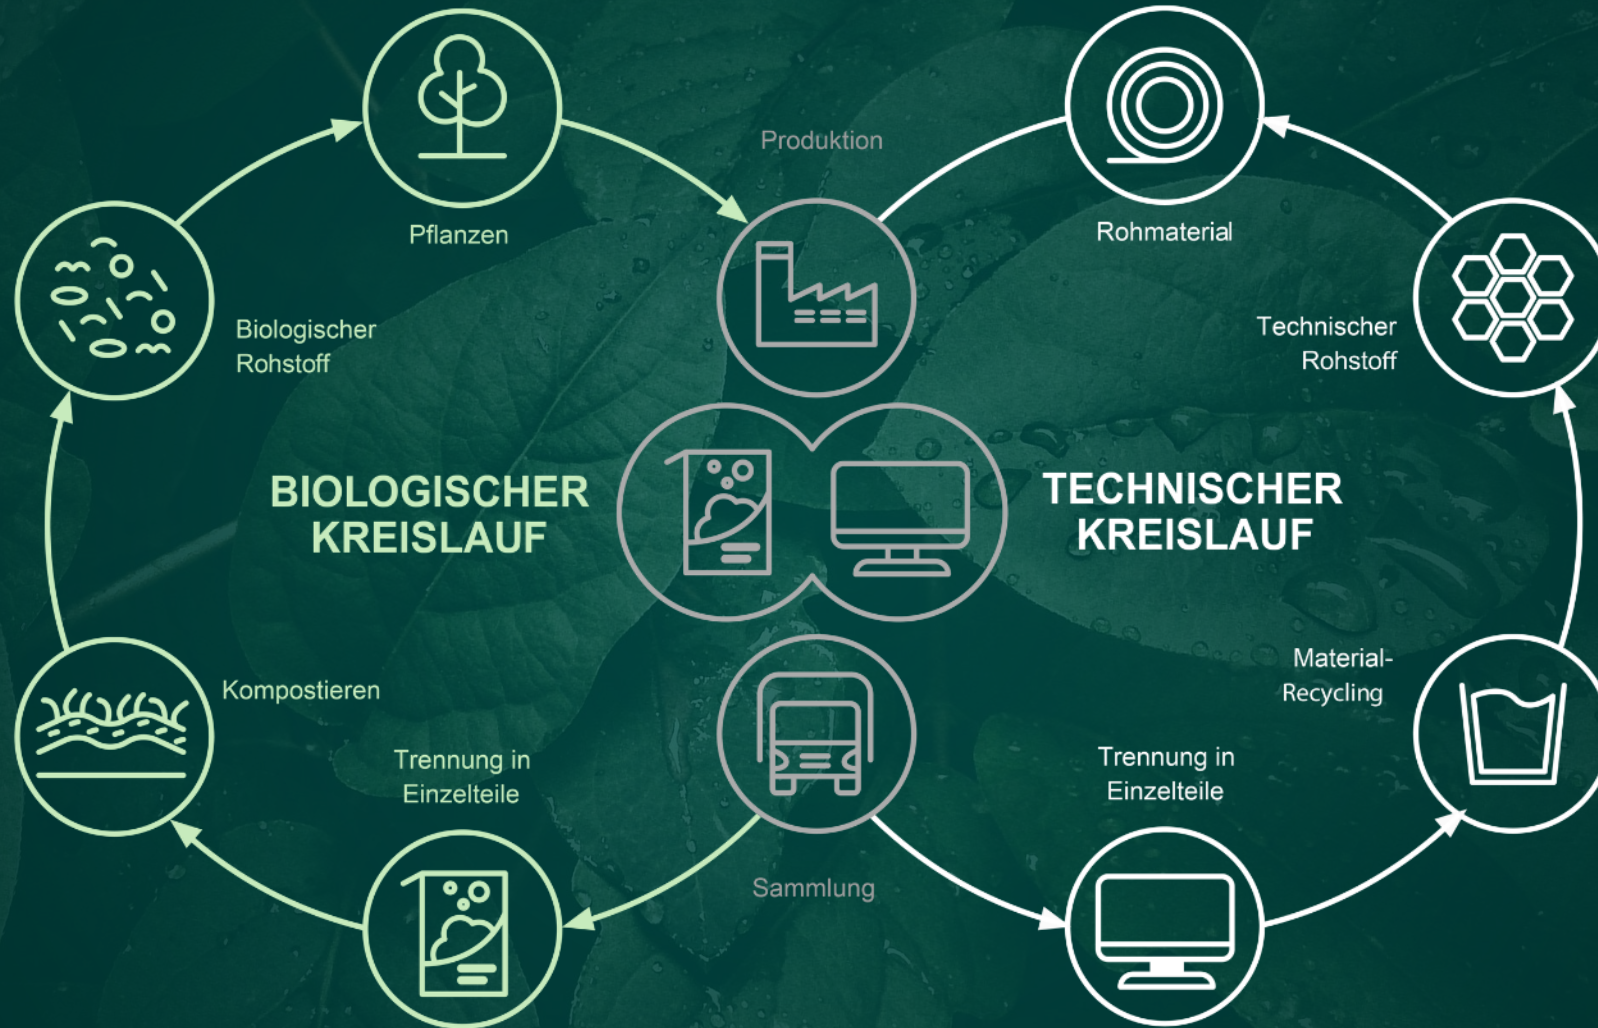 Produktion
Pflanzen
Rohmaterial
Biologischer
Rohstoff
Technischer
Rohstoff
BIOLOGISCHER
KREISLAUF
TECHNISCHER
KREISLAUF
Kompostieren
Material-
Recycling
Trennung in
Einzelteile
Trennung in
Einzelteile
Sammlung